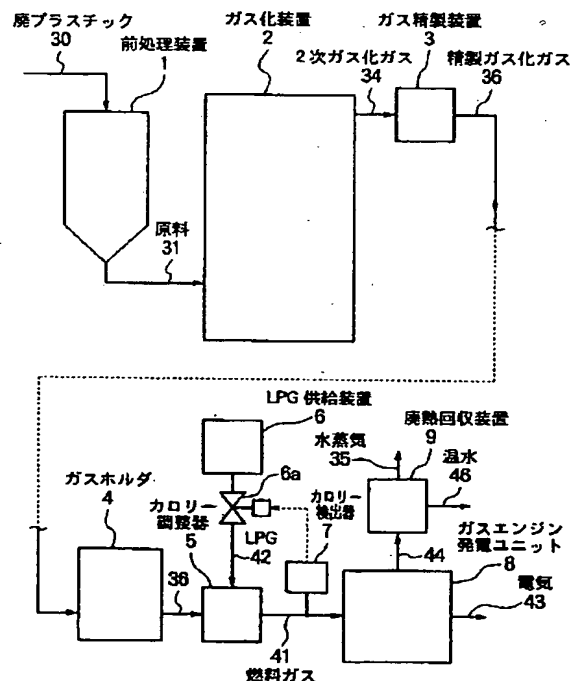 廃プラスチック
30
前処理装置
1
ガス化装置
2
ガス精製装置
3
2次ガス化ガス
34
精製ガス化ガス
36
原料
31
LPG 供給装置
6
6a
カロリー
調整器
5
LPG
42
カロリー
検出器
7
水蒸気
35
廃熱回収装置
9
温水
46
ガスホルダ
4
36
44
ガスエンジン
発電ユニット
8
電気
43
41
燃料ガス